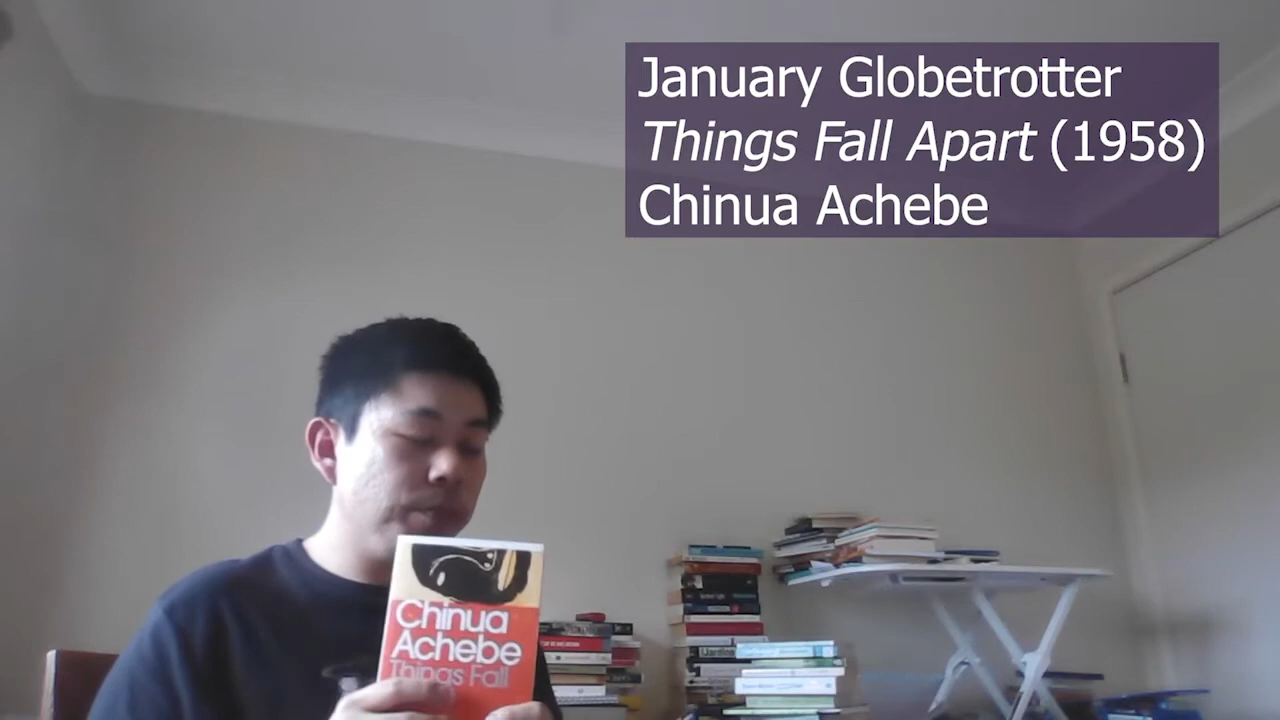 January Globetrotter
Things Fall Apart (1958)
Chinua Achebe
Chinua
Achebe
Things Fall